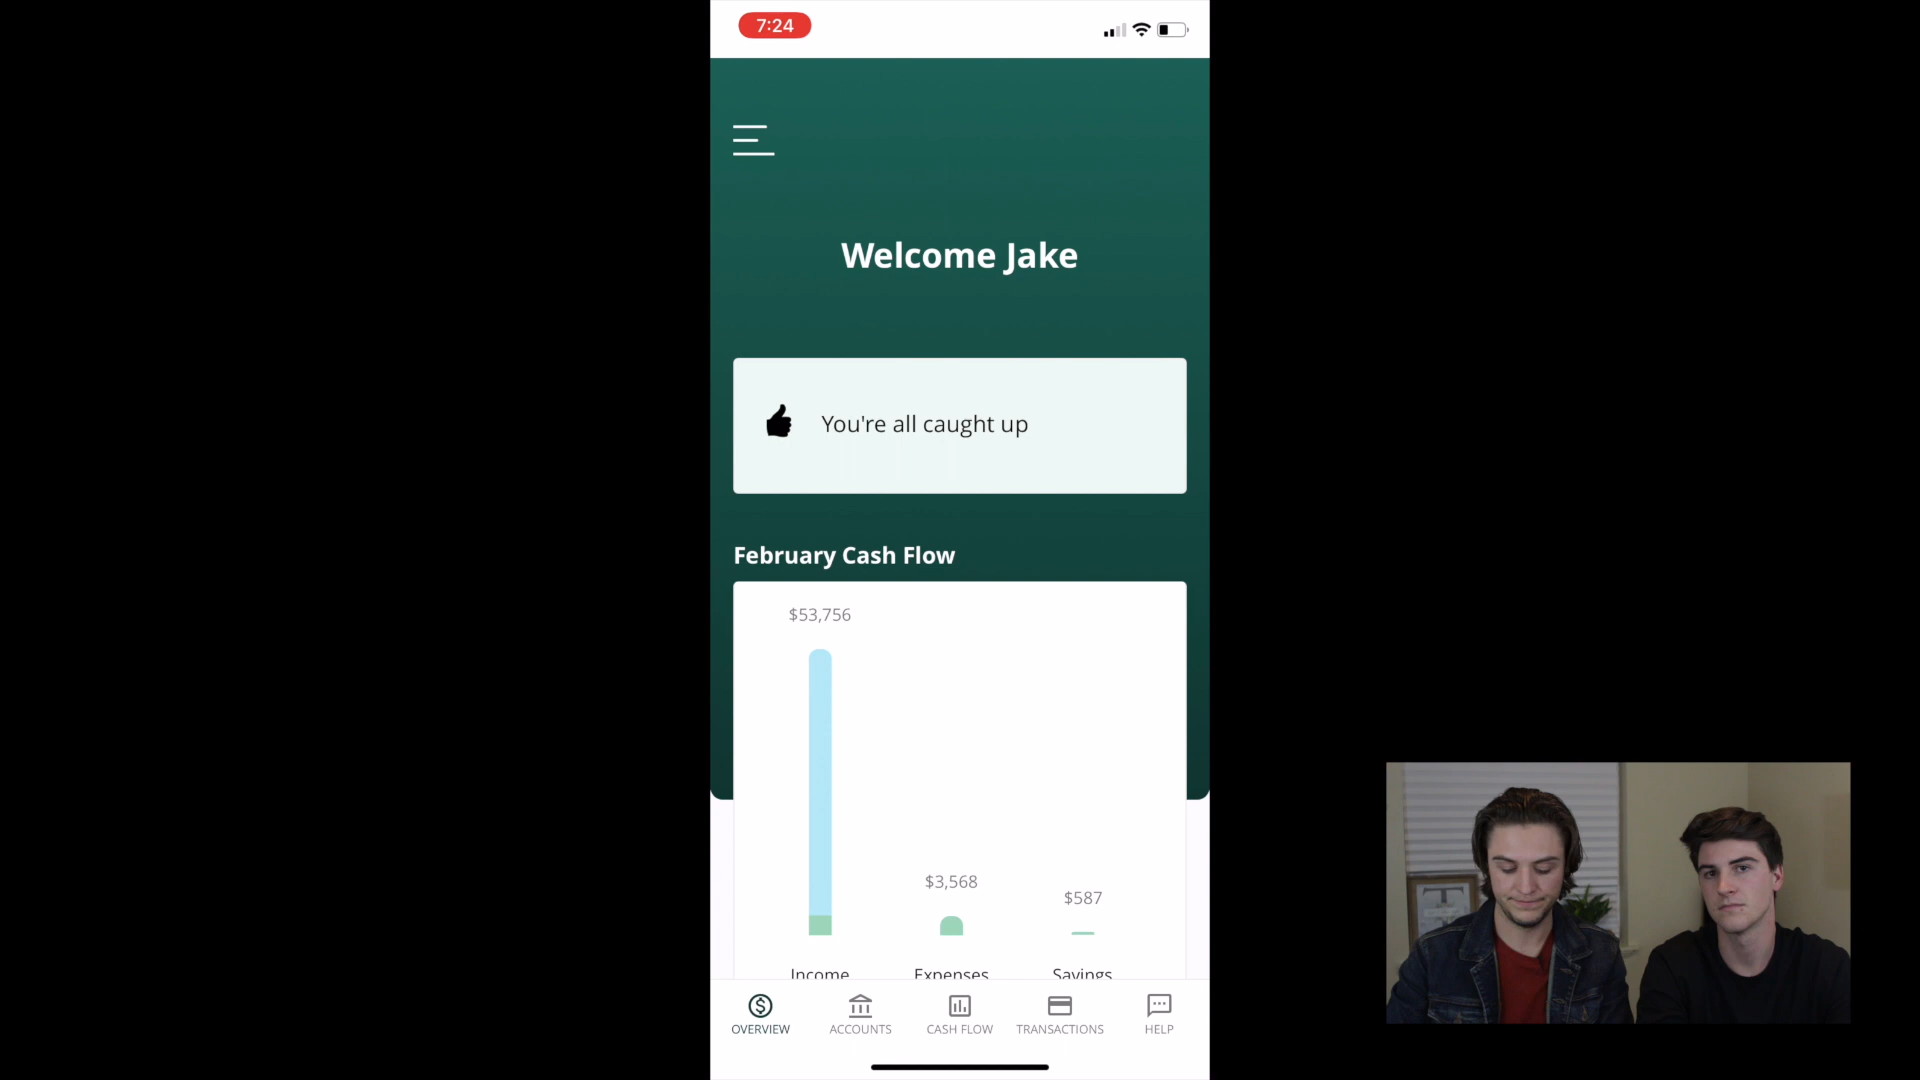 7:24
Welcome Jake
You're all caught up
February Cash Flow
$53,756
$3,568
$587
Income
Expenses
Savings
OVERVIEW
ACCOUNTS
CASH FLOW
TRANSACTIONS
HELP